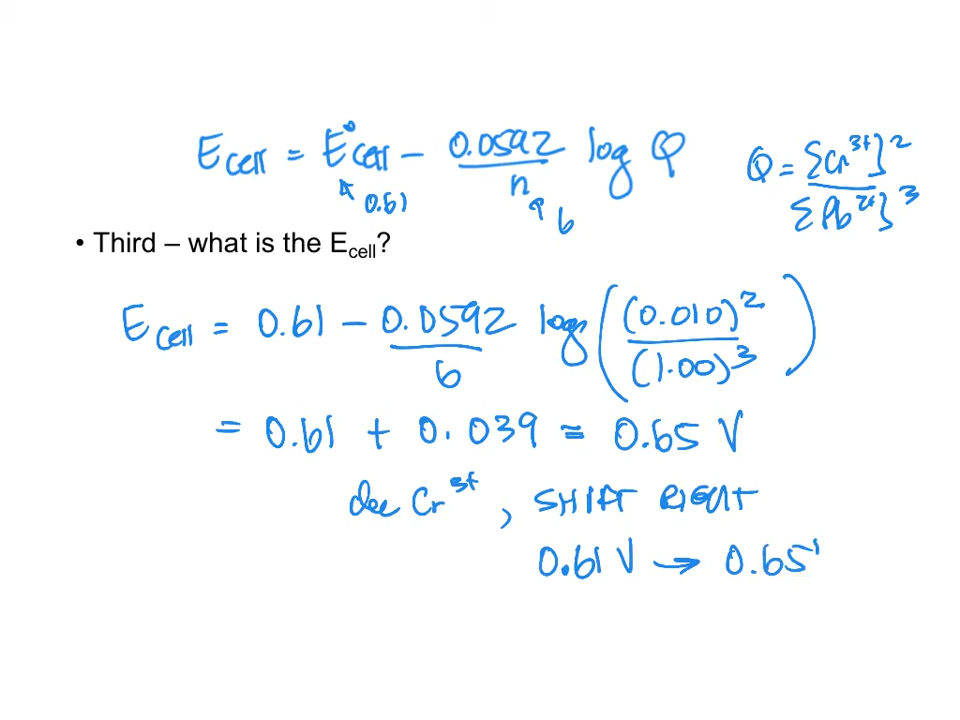 E cell = E°cell − 0.0592/n log Q
Q = {Cr³⁺}² / {Pb²⁺}³
↑ 0.61
↑ 6
• Third – what is the Ecell?
E cell = 0.61 − 0.0592/6 log ((0.010)² / (1.00)³)
= 0.61 + 0.039 = 0.65 V
dec Cr³⁺, SHIFT RIGHT
0.61 V → 0.65